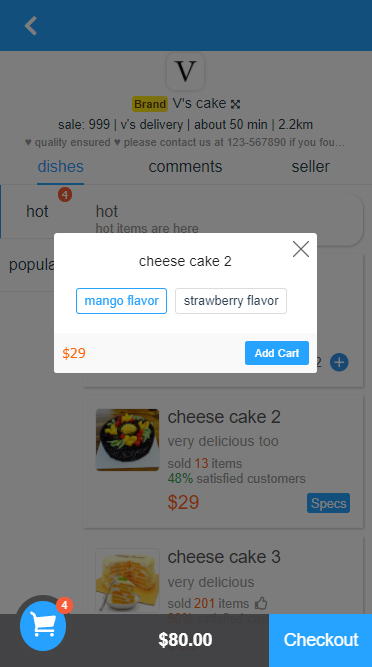 V
Brand V's cake
sale: 999 | v's delivery | about 50 min | 2.2km
♥ quality ensured ♥ please contact us at 123-567890 if you fou...
dishes comments seller
4
hot
hot
hot items are here
popula
cheese cake 2
mango flavor strawberry flavor
$29 Add Cart
2
cheese cake 2
very delicious too
sold 13 items
48% satisfied customers
$29 Specs
cheese cake 3
very delicious
sold 201 items
4
$80.00 Checkout